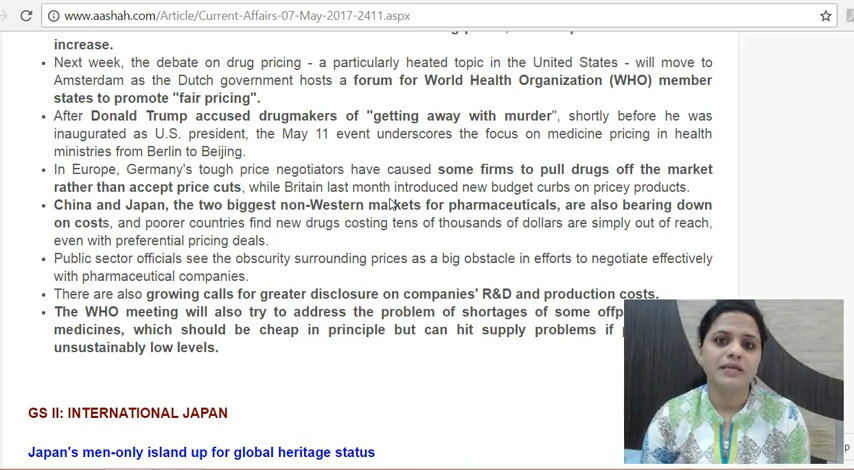 www.aashah.com/Article/Current-Affairs-07-May-2017-2411.aspx
increase.
• Next week, the debate on drug pricing - a particularly heated topic in the United States - will move to
Amsterdam as the Dutch government hosts a forum for World Health Organization (WHO) member
states to promote "fair pricing".
• After Donald Trump accused drugmakers of "getting away with murder", shortly before he was
inaugurated as U.S. president, the May 11 event underscores the focus on medicine pricing in health
ministries from Berlin to Beijing.
• In Europe, Germany's tough price negotiators have caused some firms to pull drugs off the market
rather than accept price cuts, while Britain last month introduced new budget curbs on pricey products.
• China and Japan, the two biggest non-Western markets for pharmaceuticals, are also bearing down
on costs, and poorer countries find new drugs costing tens of thousands of dollars are simply out of reach,
even with preferential pricing deals.
• Public sector officials see the obscurity surrounding prices as a big obstacle in efforts to negotiate effectively
with pharmaceutical companies.
• There are also growing calls for greater disclosure on companies' R&D and production costs.
• The WHO meeting will also try to address the problem of shortages of some offp
medicines, which should be cheap in principle but can hit supply problems if
unsustainably low levels.
GS II: INTERNATIONAL JAPAN
Japan's men-only island up for global heritage status